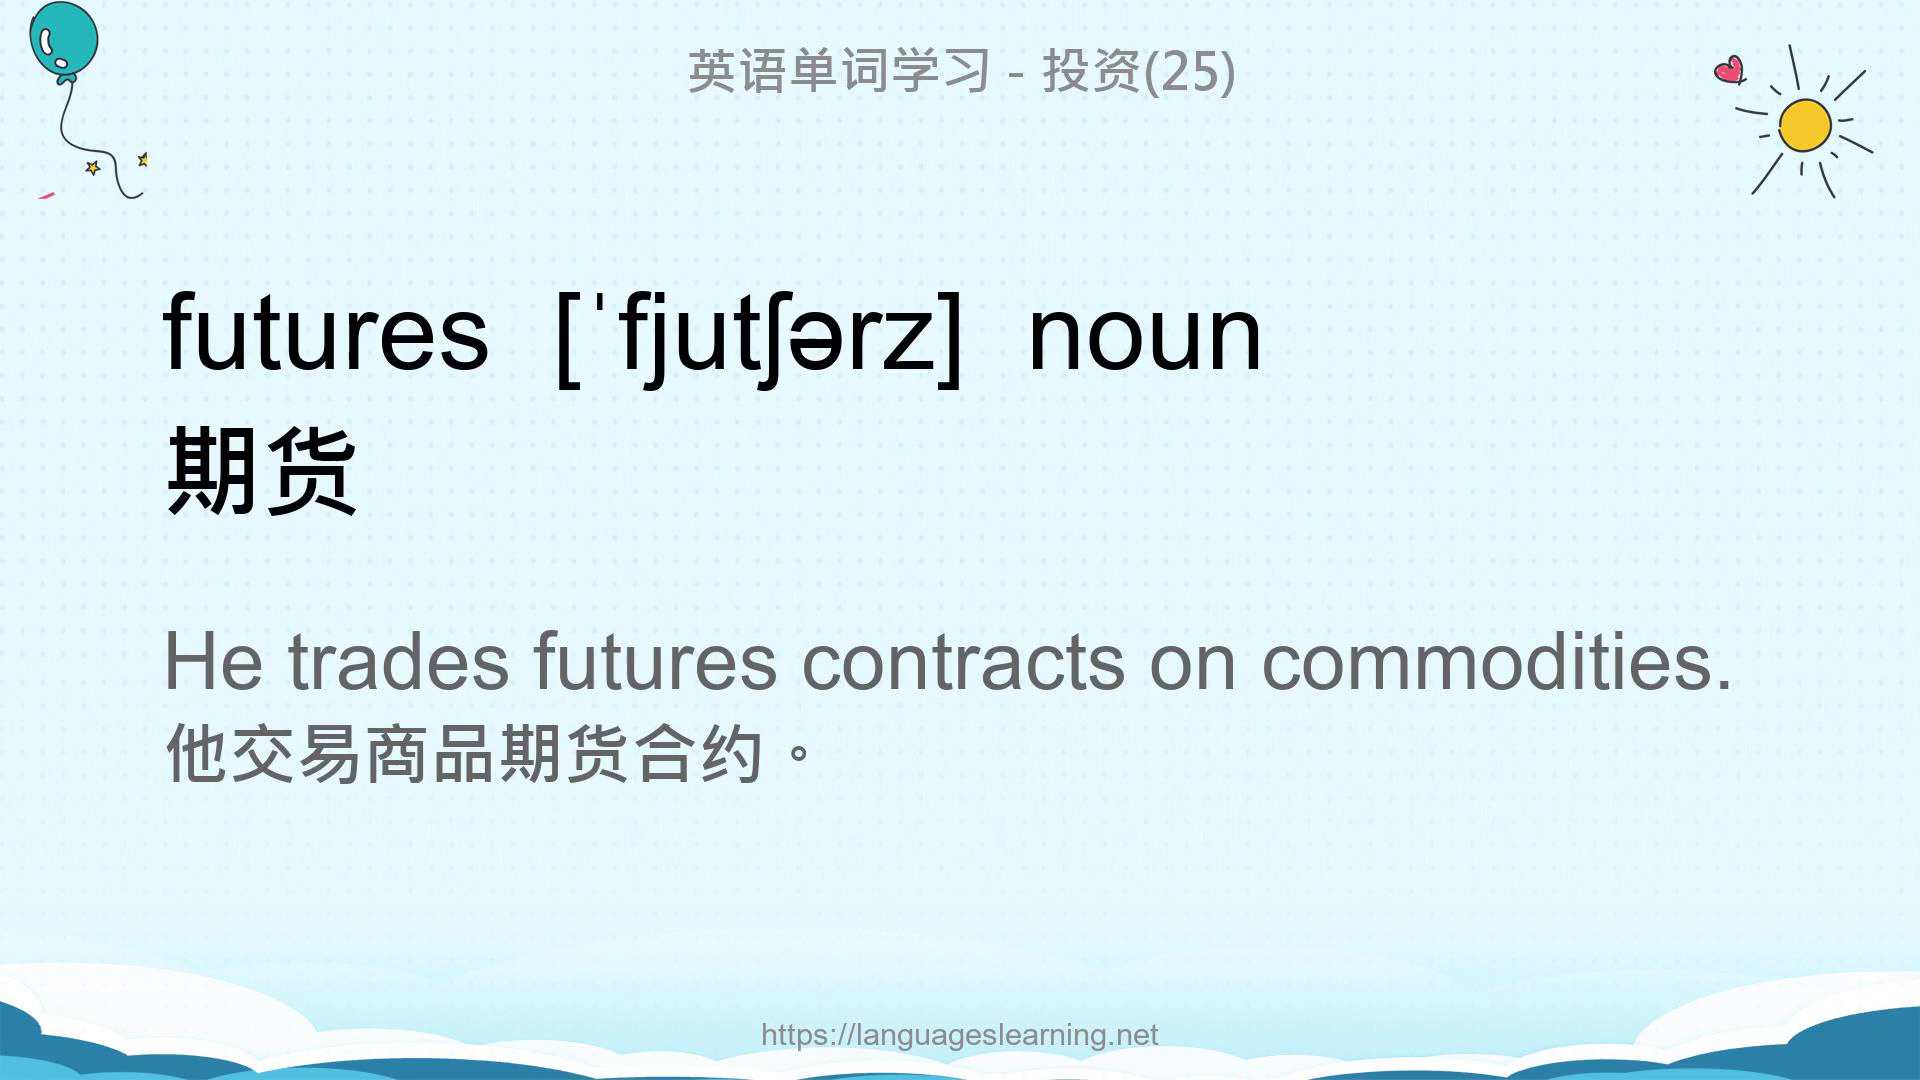 英语单词学习 - 投资(25)
futures [ˈfjutʃərz] noun
期货
He trades futures contracts on commodities.
他交易商品期货合约。
https://languageslearning.net